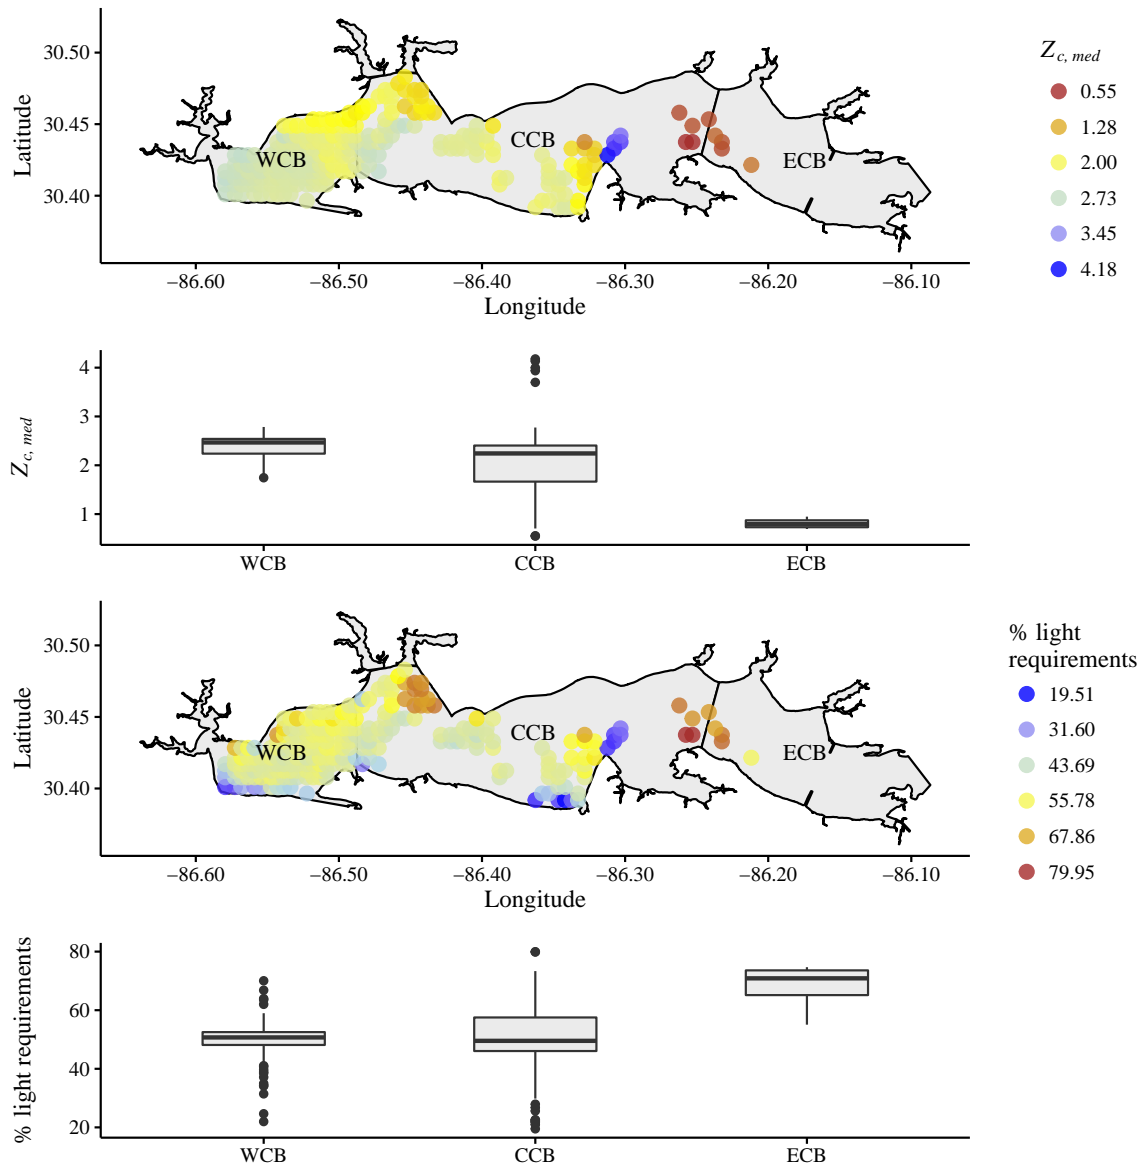 Z c, med
30.50
0.55
1.28
30.45
CCB
2.00
Latitude
WCB
ECB
2.73
30.40
3.45
4.18
−86.60 −86.50 −86.40 −86.30 −86.20 −86.10
Longitude
4
3
Z c, med
2
1
WCB CCB ECB
% light
requirements
30.50
19.51
31.60
30.45
CCB
43.69
Latitude
WCB
ECB
55.78
30.40
67.86
79.95
−86.60 −86.50 −86.40 −86.30 −86.20 −86.10
Longitude
80
60
% light requirements
40
20
WCB CCB ECB